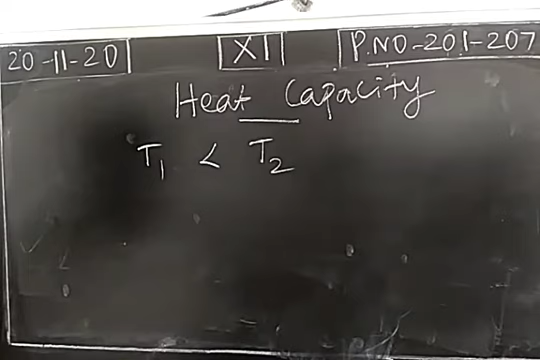 20-11-20 XI P.NO-201-207
Heat Capacity
T₁ < T₂